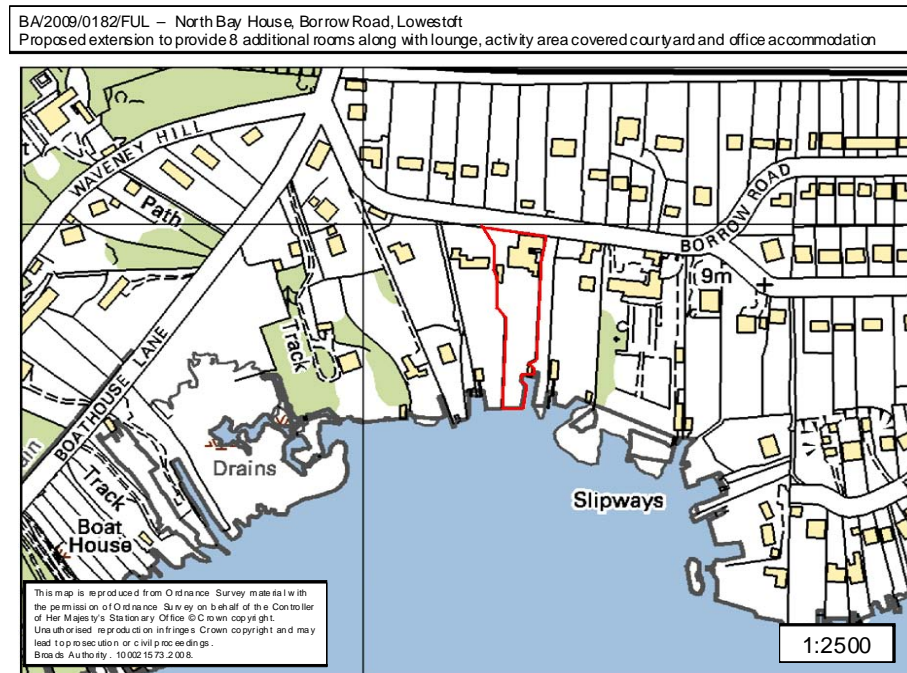 BA/2009/0182/FUL – North Bay House, Borrow Road, Lowestoft
Proposed extension to provide 8 additional rooms along with lounge, activity area covered courtyard and office accommodation
WAVENEY HILL
Path
BORROW ROAD
9m
Track
BOATHOUSE LANE
Drains
Slipways
Track
Boat
House
This map is reproduced from Ordnance Survey material with
the permission of Ordnance Survey on behalf of the Controller
of Her Majesty's Stationary Office © Crown copyright.
Unauthorised reproduction infringes Crown copyright and may
lead to prosecution or civil proceedings.
Broads Authority. 100021573.2008.
1:2500